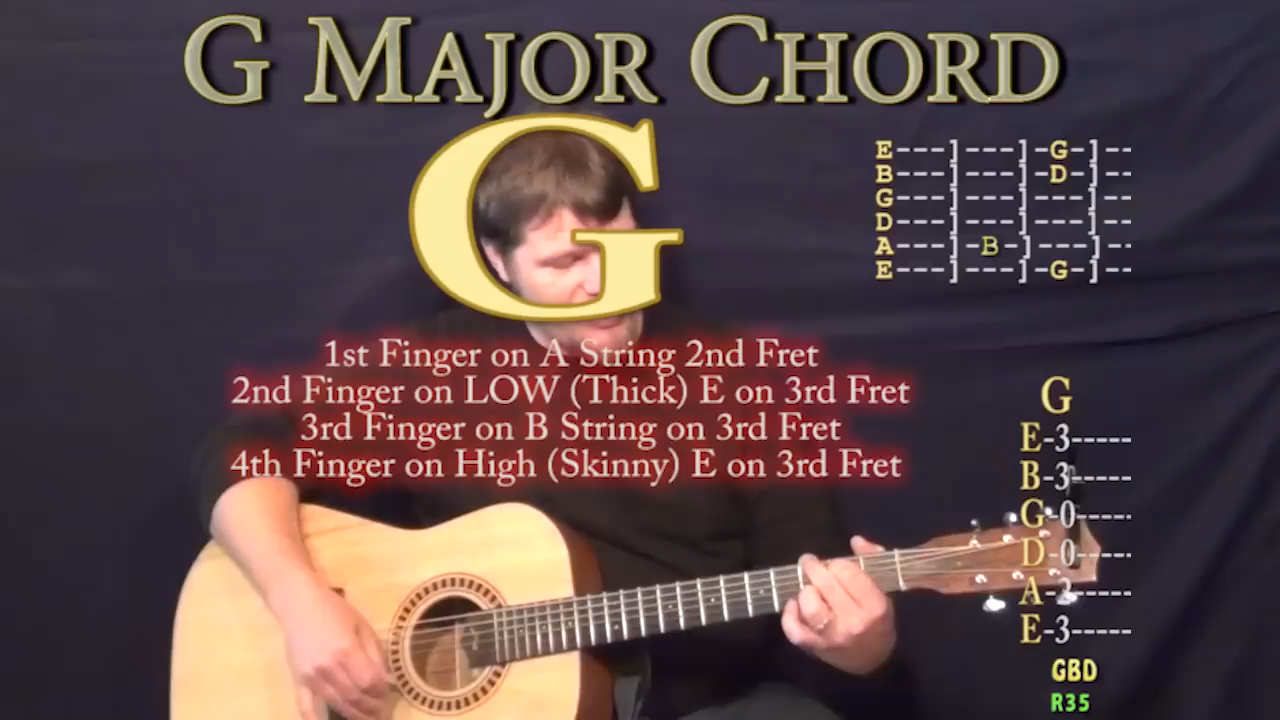 G MAJOR CHORD
G
E---]---]-G-]--
B---]---]-D-]--
G---]---]---]--
D---]---]---]--
A---]-B-]---]--
E---]---]-G-]--
1st Finger on A String 2nd Fret
2nd Finger on LOW (Thick) E on 3rd Fret
3rd Finger on B String on 3rd Fret
4th Finger on High (Skinny) E on 3rd Fret
G
E-3-----
B-3-----
G-0----
D-0----
A-2-----
E-3-----
GBD
R35